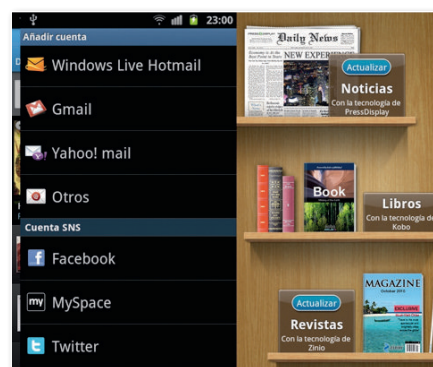 23:00
Añadir cuenta
Windows Live Hotmail
Gmail
Yahoo! mail
Otros
Cuenta SNS
Facebook
my MySpace
Twitter
Daily News
NEW EXPERIENCE
Actualizar
Noticias
Con la tecnología de
PressDisplay
Book
Libros
Con la tecnología de
Kobo
MAGAZINE
EXCLUSIVE
Actualizar
Revistas
Con la tecnología de
Zinio